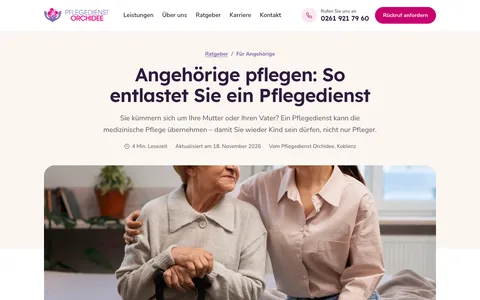 PFLEGEDIENST
ORCHIDEE
Leistungen
Über uns
Ratgeber
Karriere
Kontakt
Rufen Sie uns an
0261 921 79 60
Rückruf anfordern
Ratgeber / Für Angehörige
Angehörige pflegen: So
entlastet Sie ein Pflegedienst
Sie kümmern sich um Ihre Mutter oder Ihren Vater? Ein Pflegedienst kann die
medizinische Pflege übernehmen – damit Sie wieder Kind sein dürfen, nicht nur Pfleger.
4 Min. Lesezeit
Aktualisiert am 18. November 2026
Vom Pflegedienst Orchidee, Koblenz